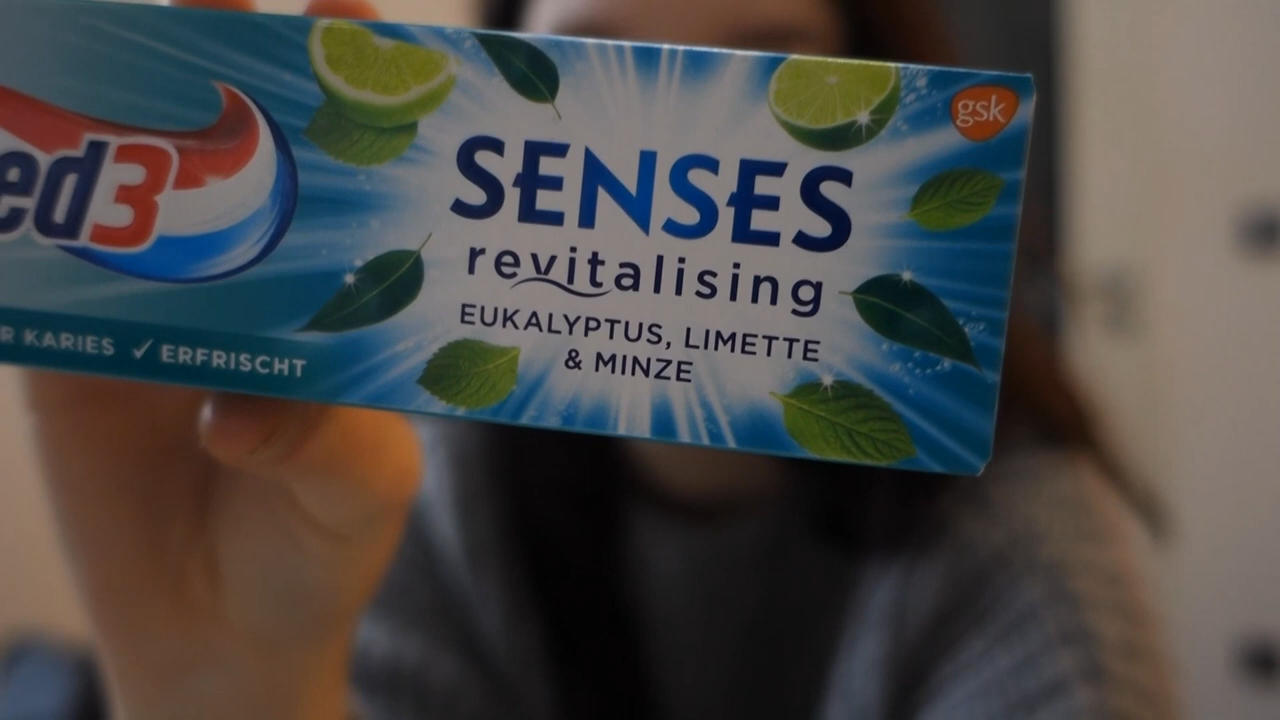 ed3
R KARIES ✓ ERFRISCHT
SENSES
revitalising
EUKALYPTUS, LIMETTE
& MINZE
gsk